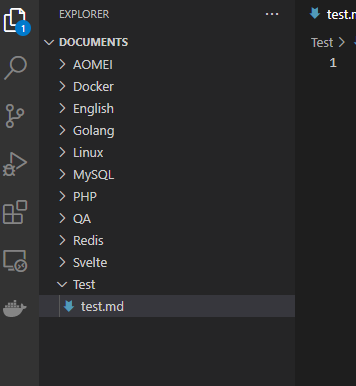 EXPLORER ...
test.m
1
DOCUMENTS
Test
AOMEI
1
Docker
English
Golang
Linux
MySQL
PHP
QA
Redis
Svelte
Test
test.md